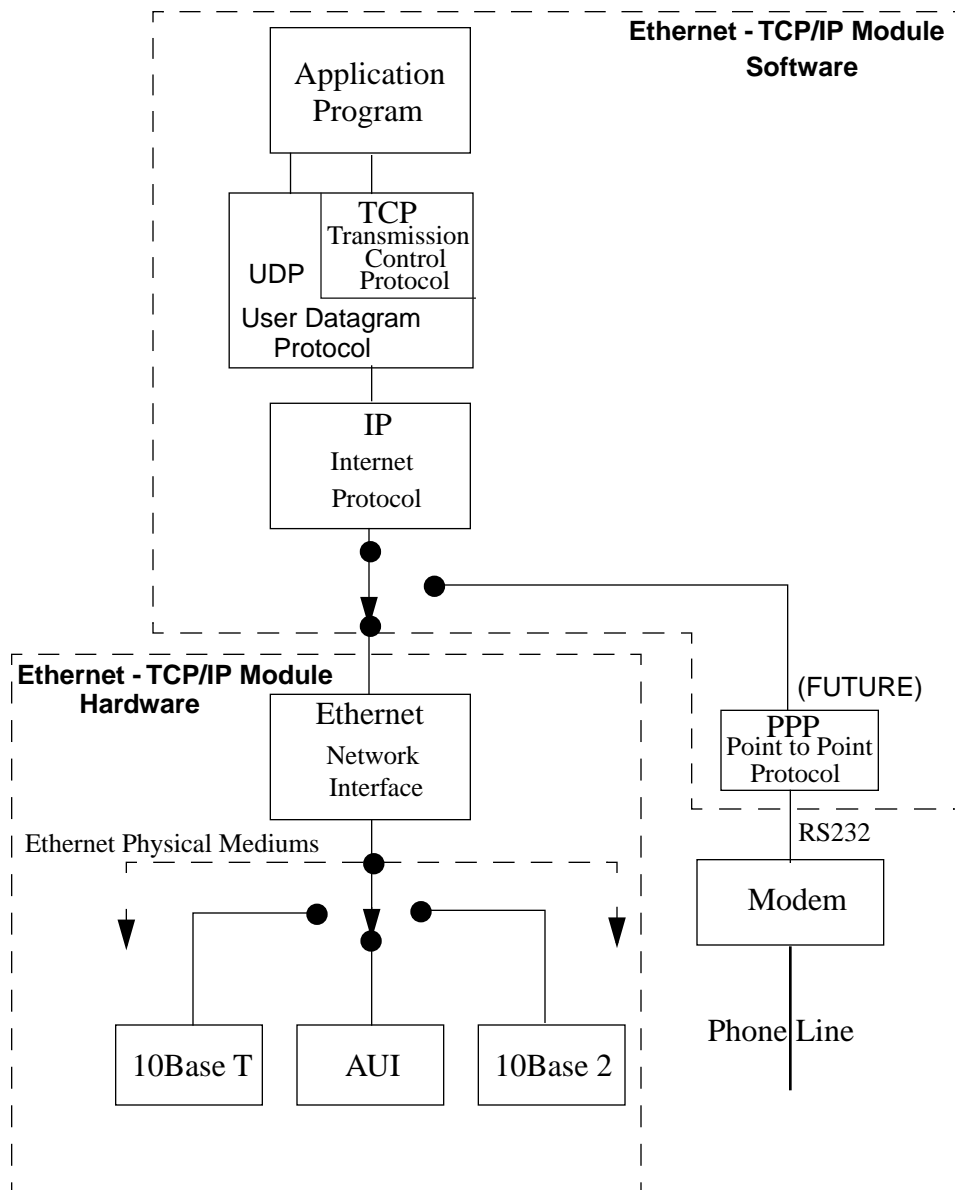 Ethernet - TCP/IP Module
Software
Application
Program
TCP
Transmission
Control
Protocol
UDP
User Datagram
Protocol
IP
Internet
Protocol
Ethernet - TCP/IP Module
Hardware
Ethernet
Network
Interface
(FUTURE)
PPP
Point to Point
Protocol
RS232
Ethernet Physical Mediums
Modem
Phone Line
10Base T
AUI
10Base 2